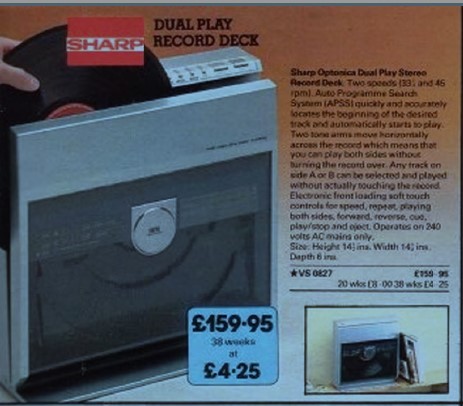 SHARP
DUAL PLAY
RECORD DECK
Sharp Optonica Dual Play Stereo
Record Deck. Two speeds (33⅓ and 45
rpm). Auto Programme Search
System (APSS) quickly and accurately
locates the beginning of the desired
track and automatically starts to play.
Two tone arms move horizontally
across the record which means that
you can play both sides without
turning the record over. Any track on
side A or B can be selected and played
without actually touching the record.
Electronic front loading soft touch
controls for speed, repeat, playing
both sides, forward, reverse, cue,
play/stop and eject. Operates on 240
volts AC mains only.
Size: Height ins. Width ins.
Depth 6 ins.
★VS 0827 £159·95
20 wks £8·00 38 wks £4·25
£159·95
38 weeks
at
£4·25